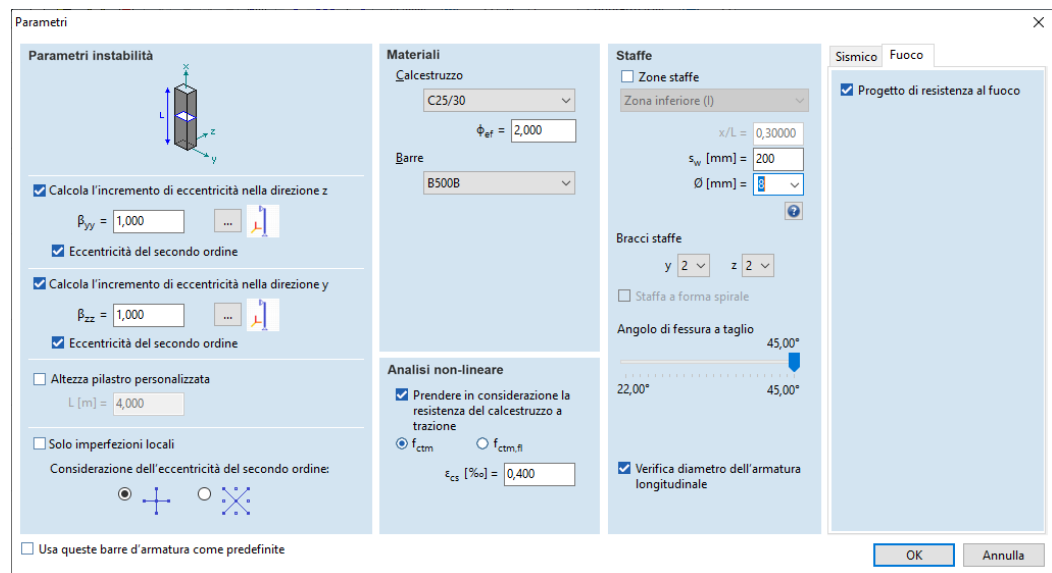 Parametri
Parametri instabilità
x
L
z
y
Calcola l'incremento di eccentricità nella direzione z
βyy = 1,000 ...
Eccentricità del secondo ordine
Calcola l'incremento di eccentricità nella direzione y
βzz = 1,000 ...
Eccentricità del secondo ordine
Altezza pilastro personalizzata
L [m] = 4,000
Solo imperfezioni locali
Considerazione dell'eccentricità del secondo ordine:
Usa queste barre d'armatura come predefinite
Materiali
Calcestruzzo
C25/30
ϕef = 2,000
Barre
B500B
Analisi non-lineare
Prendere in considerazione la
resistenza del calcestruzzo a
trazione
fctm fctm,fl
εcs [‰] = 0,400
Staffe
Zone staffe
Zona inferiore (I)
x/L = 0,30000
sw [mm] = 200
Ø [mm] = 8
?
Bracci staffe
y 2 z 2
Staffa a forma spirale
Angolo di fessura a taglio
45,00°
22,00° 45,00°
Verifica diametro dell'armatura
longitudinale
Sismico Fuoco
Progetto di resistenza al fuoco
OK Annulla